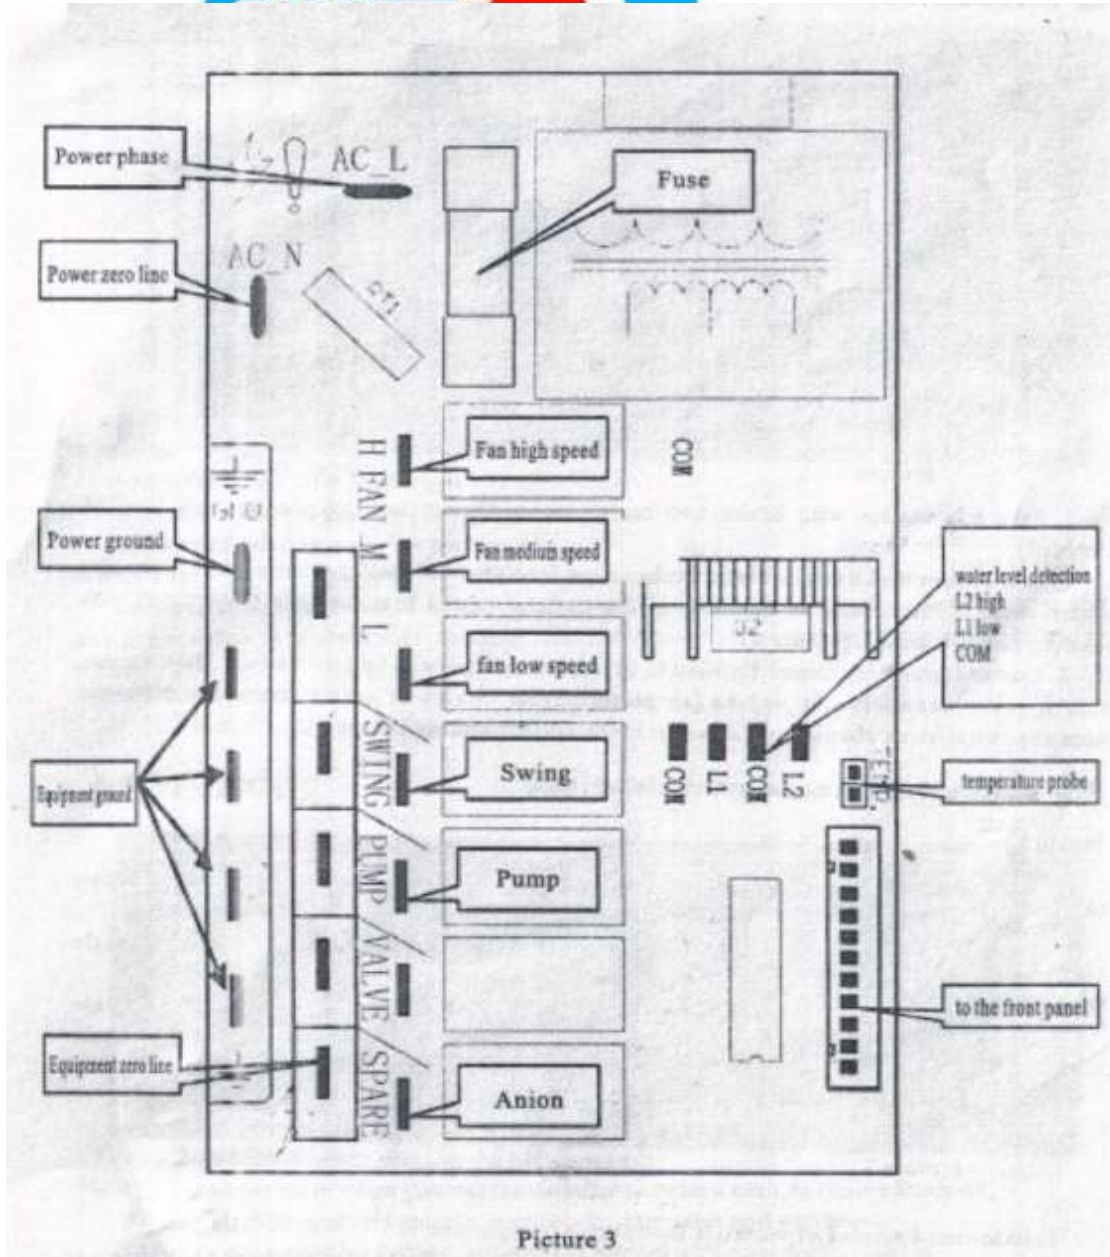 Power phase
AC_L
Fuse
Power zero line
AC_N
Fan high speed
COM
H FAN M L
Power ground
Fan medium speed
water level detection
L2 high
L1 low
COM
fan low speed
Swing
SWING
COM
L1
COM
L2
temperature probe
Equipment ground
Pump
PUMP
VALVE
to the front panel
Equipment zero line
Anion
SPARE
Picture 3